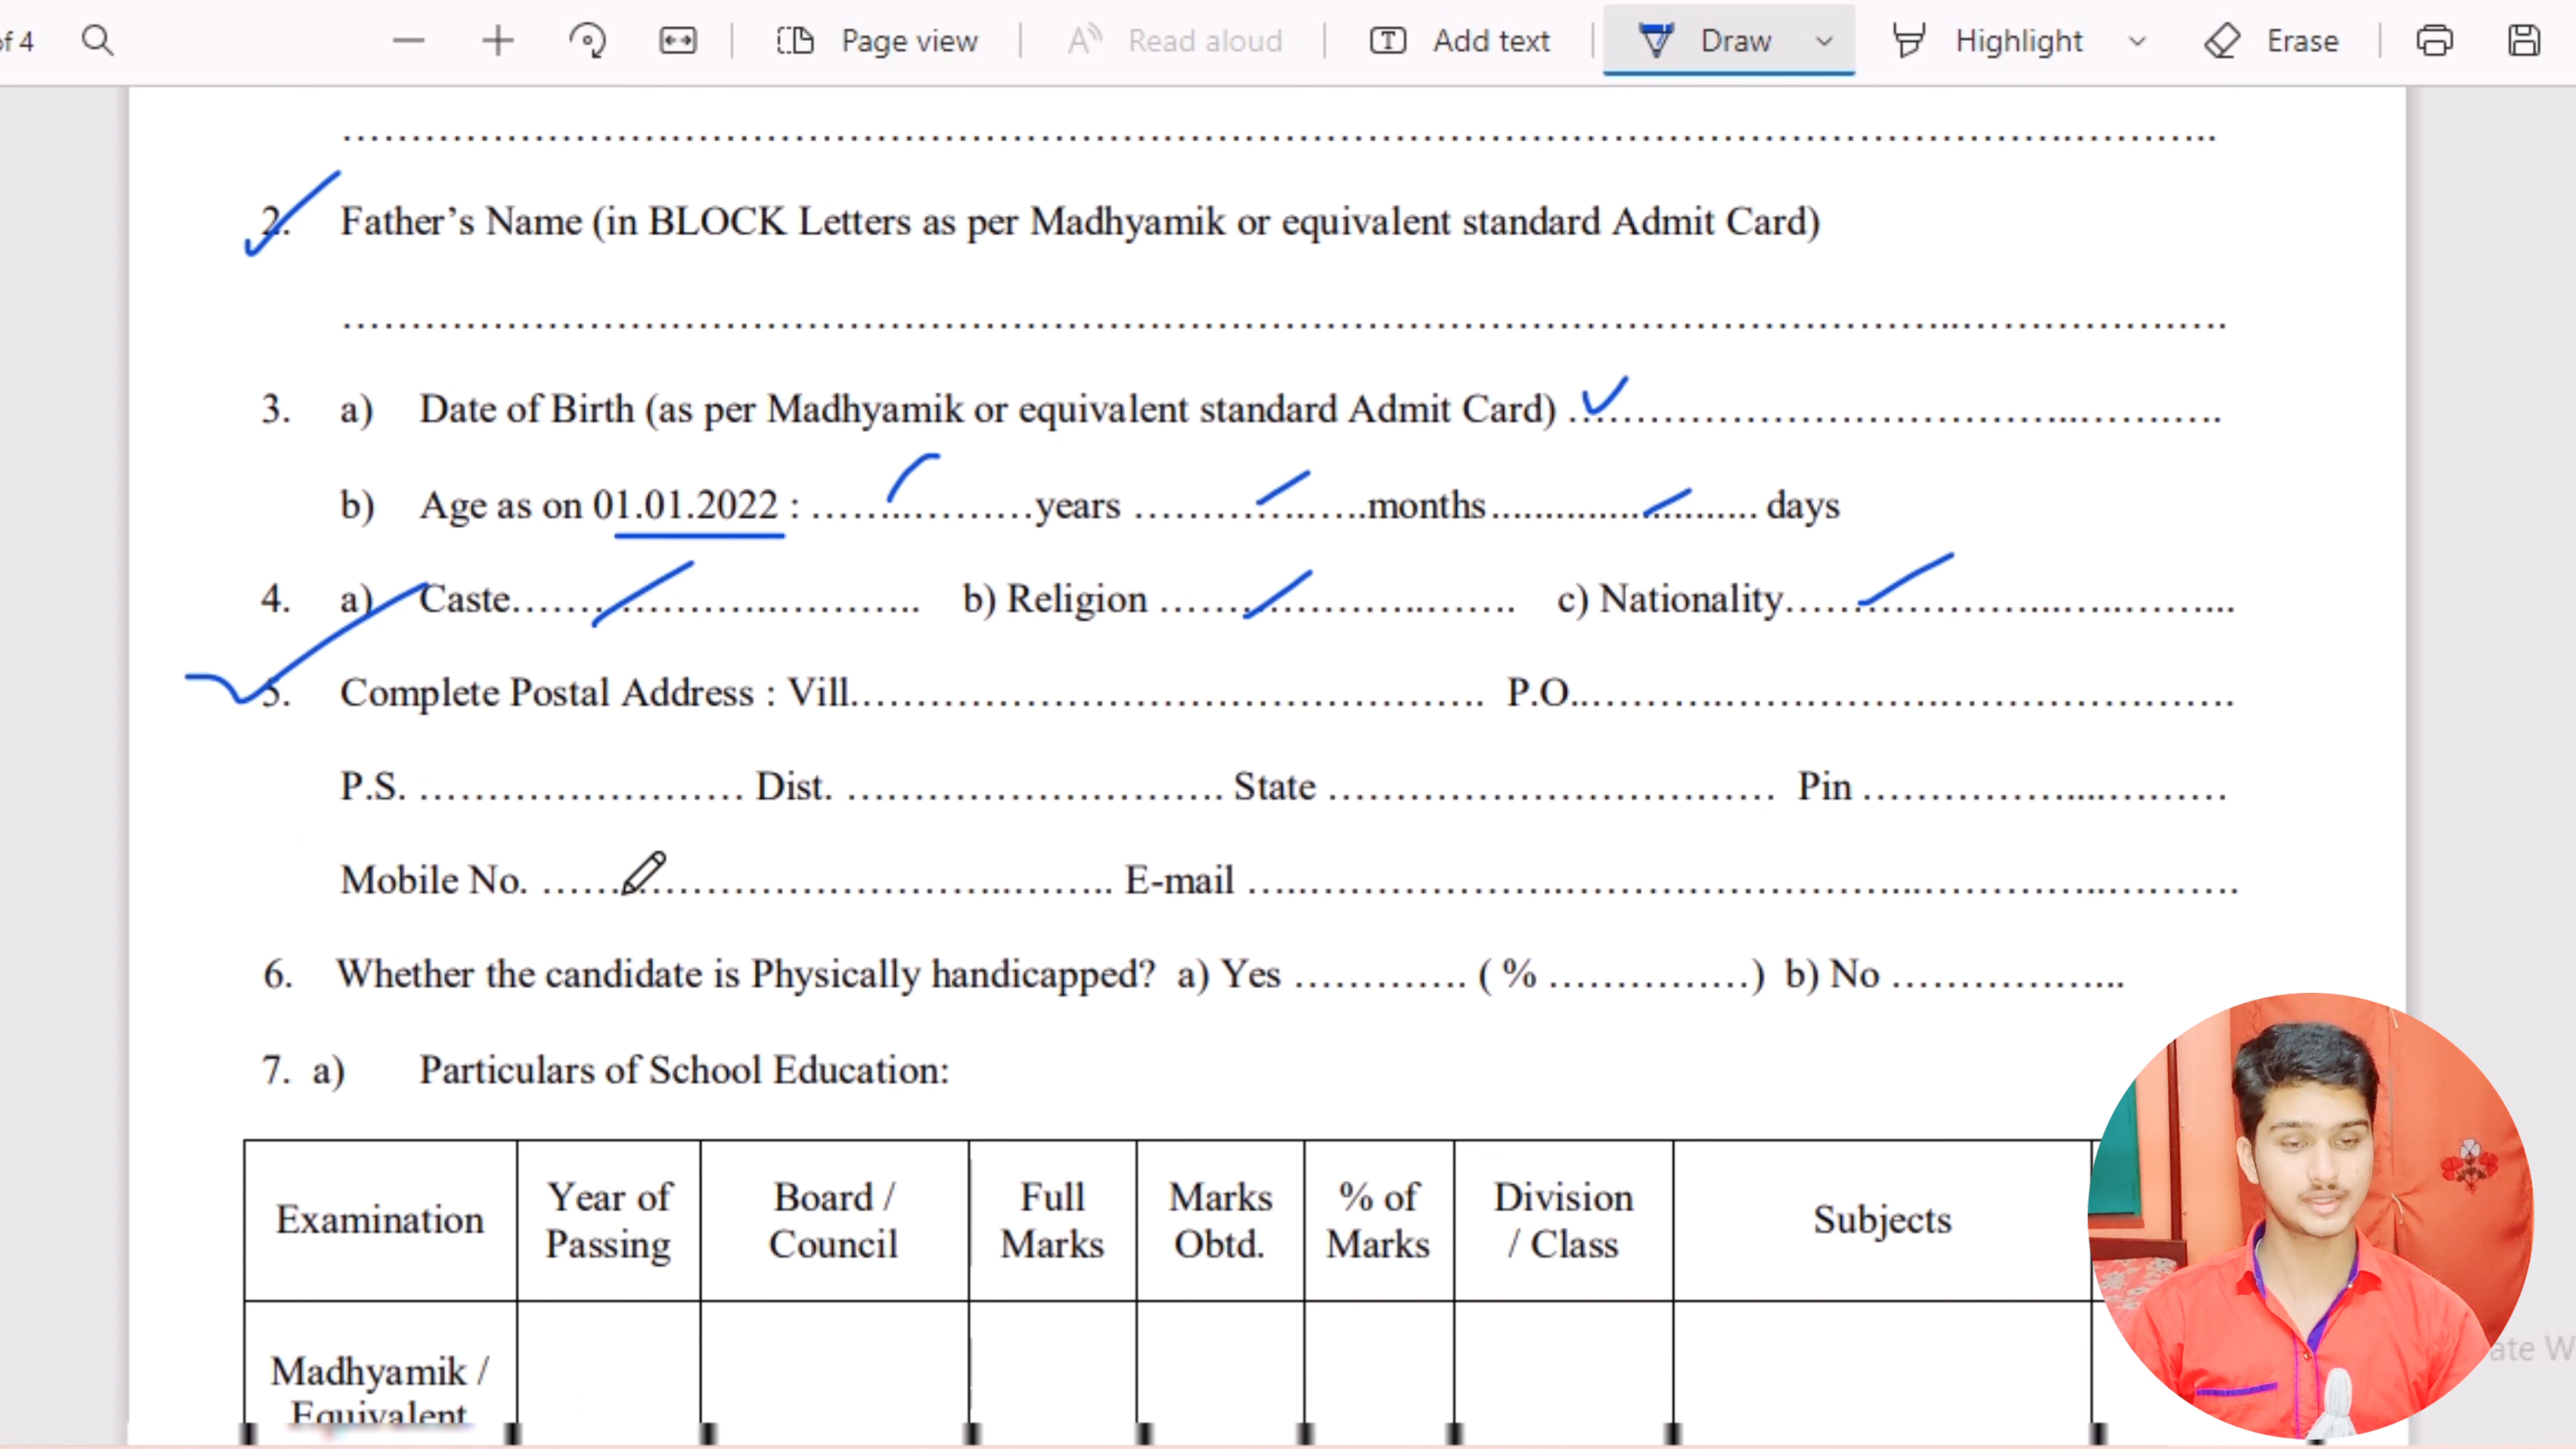 of 4 Page view Read aloud Add text Draw Highlight Erase
2. Father's Name (in BLOCK Letters as per Madhyamik or equivalent standard Admit Card)
3. a) Date of Birth (as per Madhyamik or equivalent standard Admit Card) ..........
b) Age as on 01.01.2022 : ..........years ..........months.......... days
4. a) Caste.......... b) Religion .......... c) Nationality..........
5. Complete Postal Address : Vill.......... P.O...........
P.S. .......... Dist. .......... State .......... Pin ..........
Mobile No. .......... E-mail ..........
6. Whether the candidate is Physically handicapped? a) Yes .......... ( % ..........) b) No ..........
7. a) Particulars of School Education:
Examination
Year of
Passing
Board /
Council
Full
Marks
Marks
Obtd.
% of
Marks
Division
/ Class
Subjects
Madhyamik /
Equivalent
ate W